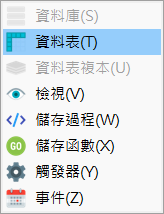 資料庫(S)
資料表(T)
資料表複本(U)
檢視(V)
儲存過程(W)
GO 儲存函數(X)
觸發器(Y)
事件(Z)